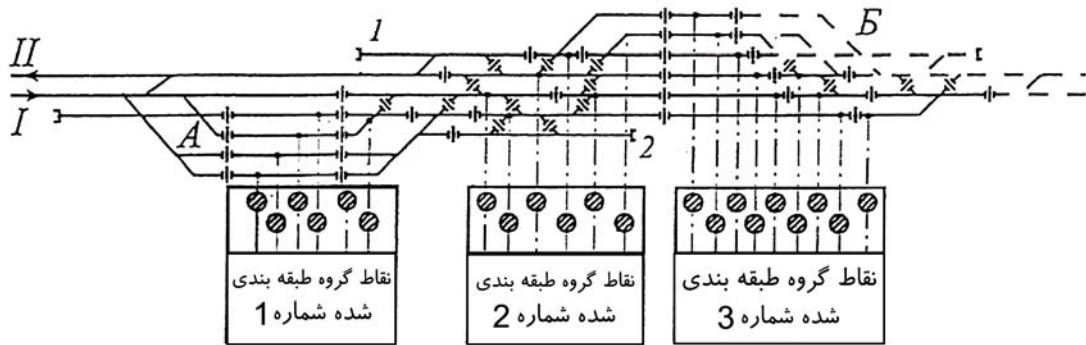 1
Б
II
I
А
2
نقاط گروه طبقه بندی
شده شماره 1
نقاط گروه طبقه بندی
شده شماره 2
نقاط گروه طبقه بندی
شده شماره 3